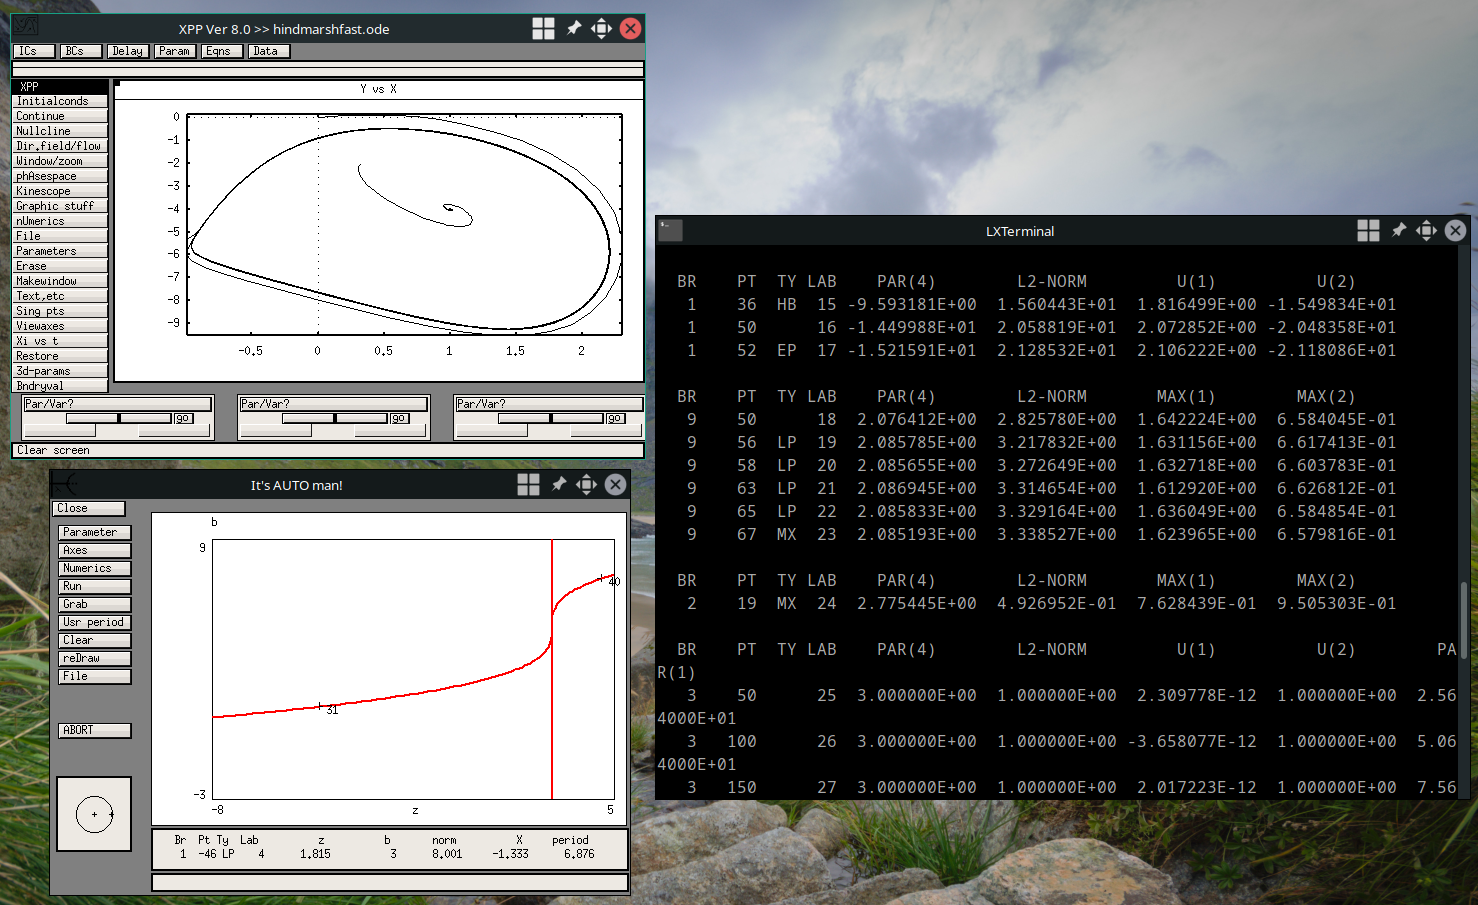 XPP Ver 8.0 >> hindmarshfast.ode
ICs BCs Delay Param Eqns Data
XPP
Initialconds
Continue
Nullcline
Dir.field/flow
Window/zoom
phAsespace
Kinescope
Graphic stuff
nUmerics
File
Parameters
Erase
Makewindow
Text,etc
Sing pts
Viewaxes
Xi vs t
Restore
3d-params
Bndryval
Y vs X
0
-1
-2
-3
-4
-5
-6
-7
-8
-9
-0.5 0 0.5 1 1.5 2
Par/Var? Par/Var? Par/Var?
go go go
Clear screen
It's AUTO man!
Close
Parameter
Axes
Numerics
Run
Grab
Usr period
Clear
reDraw
File
ABORT
b
9
40
31
-3
-8 z 5
Br Pt Ty Lab z b norm X period
1 -46 LP 4 1.815 3 8.001 -1.333 6.876
LXTerminal
BR PT TY LAB PAR(4) L2-NORM U(1) U(2)
1 36 HB 15 -9.593181E+00 1.560443E+01 1.816499E+00 -1.549834E+01
1 50 16 -1.449988E+01 2.058819E+01 2.072852E+00 -2.048358E+01
1 52 EP 17 -1.521591E+01 2.128532E+01 2.106222E+00 -2.118086E+01
BR PT TY LAB PAR(4) L2-NORM MAX(1) MAX(2)
9 50 18 2.076412E+00 2.825780E+00 1.642224E+00 6.584045E-01
9 56 LP 19 2.085785E+00 3.217832E+00 1.631156E+00 6.617413E-01
9 58 LP 20 2.085655E+00 3.272649E+00 1.632718E+00 6.603783E-01
9 63 LP 21 2.086945E+00 3.314654E+00 1.612920E+00 6.626812E-01
9 65 LP 22 2.085833E+00 3.329164E+00 1.636049E+00 6.584854E-01
9 67 MX 23 2.085193E+00 3.338527E+00 1.623965E+00 6.579816E-01
BR PT TY LAB PAR(4) L2-NORM MAX(1) MAX(2)
2 19 MX 24 2.775445E+00 4.926952E-01 7.628439E-01 9.505303E-01
BR PT TY LAB PAR(4) L2-NORM U(1) U(2) PA
R(1)
3 50 25 3.000000E+00 1.000000E+00 2.309778E-12 1.000000E+00 2.56
4000E+01
3 100 26 3.000000E+00 1.000000E+00 -3.658077E-12 1.000000E+00 5.06
4000E+01
3 150 27 3.000000E+00 1.000000E+00 2.017223E-12 1.000000E+00 7.56